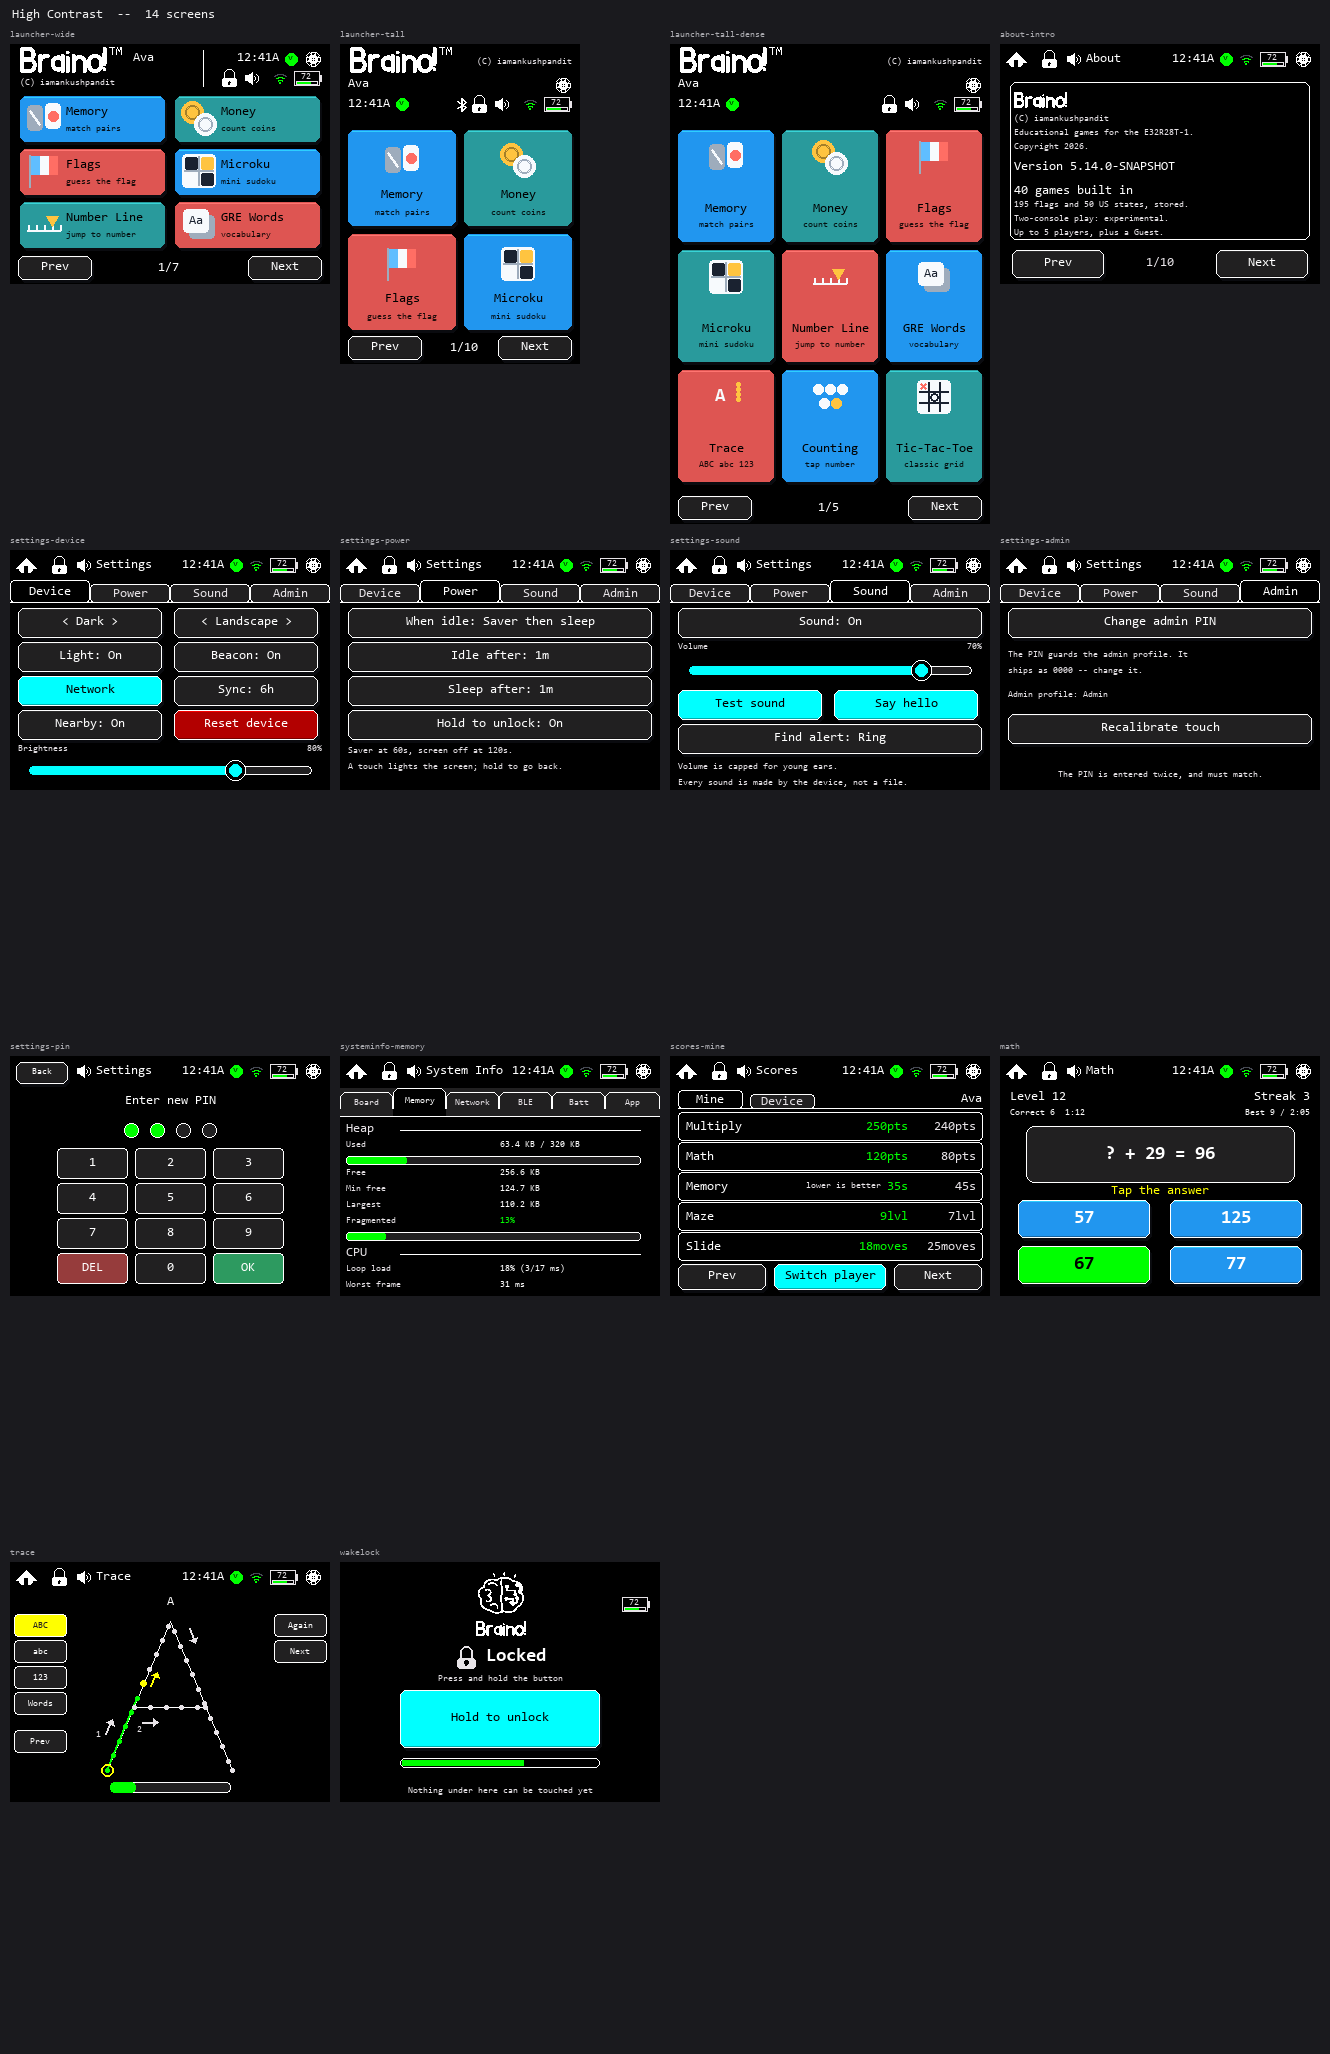 High Contrast -- 14 screens
launcher-wide
Braino!™ Ava 12:41A
(C) iamankushpandit 72
Memory
match pairs
Money
count coins
Flags
guess the flag
Microku
mini sudoku
Number Line
jump to number
Aa
GRE Words
vocabulary
Prev 1/7 Next
launcher-tall
Braino!™ (C) iamankushpandit
Ava
12:41A 72
Memory
match pairs
Money
count coins
Flags
guess the flag
Microku
mini sudoku
Prev 1/10 Next
launcher-tall-dense
Braino!™ (C) iamankushpandit
Ava
12:41A 72
Memory
match pairs
Money
count coins
Flags
guess the flag
Microku
mini sudoku
Number Line
jump to number
Aa
GRE Words
vocabulary
A
Trace
ABC abc 123
Counting
tap number
Tic-Tac-Toe
classic grid
Prev 1/5 Next
about-intro
About 12:41A 72
Braino!
(C) iamankushpandit
Educational games for the E32R28T-1.
Copyright 2026.
Version 5.14.0-SNAPSHOT
40 games built in
195 flags and 50 US states, stored.
Two-console play: experimental.
Up to 5 players, plus a Guest.
Prev 1/10 Next
settings-device
Settings 12:41A 72
Device Power Sound Admin
< Dark > < Landscape >
Light: On Beacon: On
Network Sync: 6h
Nearby: On Reset device
Brightness 80%
settings-power
Settings 12:41A 72
Device Power Sound Admin
When idle: Saver then sleep
Idle after: 1m
Sleep after: 1m
Hold to unlock: On
Saver at 60s, screen off at 120s.
A touch lights the screen; hold to go back.
settings-sound
Settings 12:41A 72
Device Power Sound Admin
Sound: On
Volume 70%
Test sound Say hello
Find alert: Ring
Volume is capped for young ears.
Every sound is made by the device, not a file.
settings-admin
Settings 12:41A 72
Device Power Sound Admin
Change admin PIN
The PIN guards the admin profile. It
ships as 0000 -- change it.
Admin profile: Admin
Recalibrate touch
The PIN is entered twice, and must match.
settings-pin
Back Settings 12:41A 72
Enter new PIN
1 2 3
4 5 6
7 8 9
DEL 0 OK
systeminfo-memory
System Info 12:41A 72
Board Memory Network BLE Batt App
Heap
Used 63.4 KB / 320 KB
Free 256.6 KB
Min free 124.7 KB
Largest 110.2 KB
Fragmented 13%
CPU
Loop load 18% (3/17 ms)
Worst frame 31 ms
scores-mine
Scores 12:41A 72
Mine Device Ava
Multiply 250pts 240pts
Math 120pts 80pts
Memory lower is better 35s 45s
Maze 9lvl 7lvl
Slide 18moves 25moves
Prev Switch player Next
math
Math 12:41A 72
Level 12 Streak 3
Correct 6 1:12 Best 9 / 2:05
? + 29 = 96
Tap the answer
57 125
67 77
trace
Trace 12:41A 72
A
ABC Again
abc Next
123
Words
Prev
1
2
wakelock
72
Braino!
Locked
Press and hold the button
Hold to unlock
Nothing under here can be touched yet